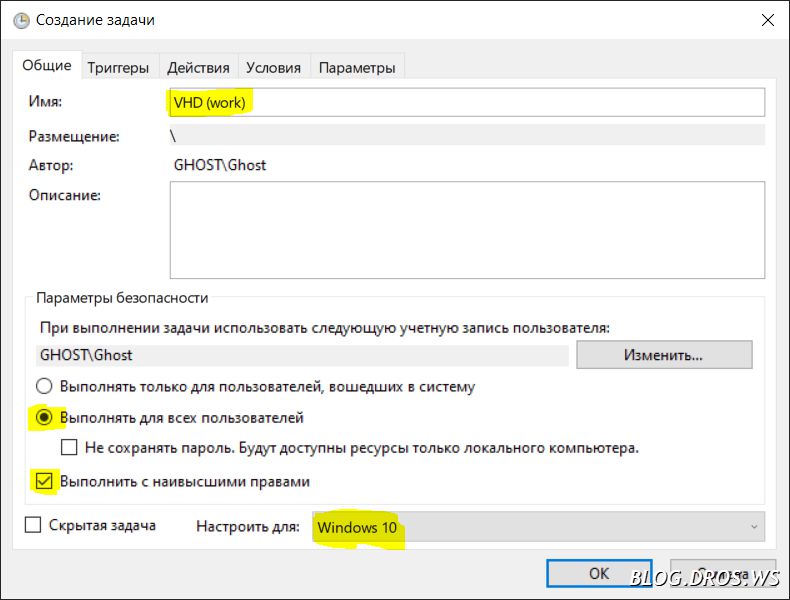 Создание задачи
Общие Триггеры Действия Условия Параметры
Имя: VHD (work)
Размещение: \
Автор: GHOST\Ghost
Описание:
Параметры безопасности
При выполнении задачи использовать следующую учетную запись пользователя:
GHOST\Ghost Изменить...
Выполнять только для пользователей, вошедших в систему
Выполнять для всех пользователей
Не сохранять пароль. Будут доступны ресурсы только локального компьютера.
Выполнить с наивысшими правами
Скрытая задача Настроить для: Windows 10
OK
BLOG.DROS.WS